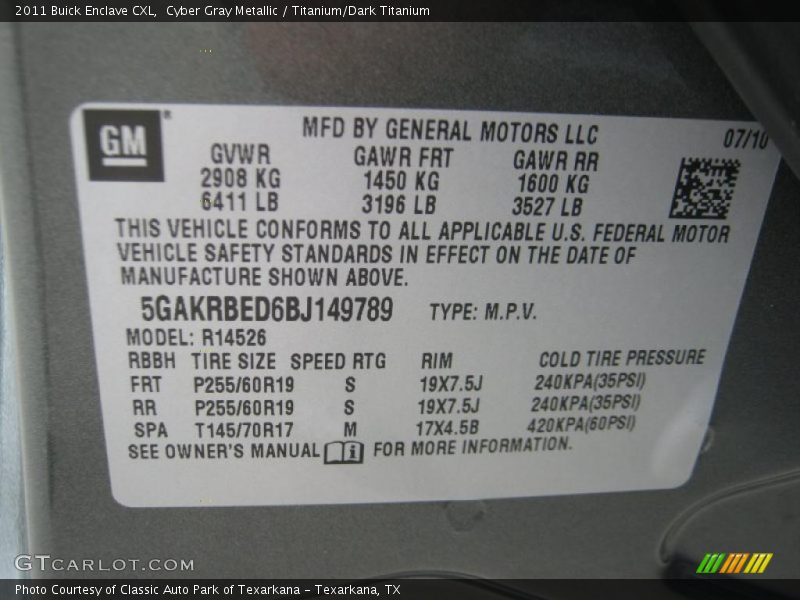 2011 Buick Enclave CXL, Cyber Gray Metallic / Titanium/Dark Titanium
GM®
MFD BY GENERAL MOTORS LLC 07/10
GVWR GAWR FRT GAWR RR
2908 KG 1450 KG 1600 KG
6411 LB 3196 LB 3527 LB
THIS VEHICLE CONFORMS TO ALL APPLICABLE U.S. FEDERAL MOTOR
VEHICLE SAFETY STANDARDS IN EFFECT ON THE DATE OF
MANUFACTURE SHOWN ABOVE.
5GAKRBED6BJ149789 TYPE: M.P.V.
MODEL: R14526
RBBH TIRE SIZE SPEED RTG RIM COLD TIRE PRESSURE
FRT P255/60R19 S 19X7.5J 240KPA(35PSI)
RR P255/60R19 S 19X7.5J 240KPA(35PSI)
SPA T145/70R17 M 17X4.5B 420KPA(60PSI)
SEE OWNER'S MANUAL i FOR MORE INFORMATION.
GTCARLOT.COM
Photo Courtesy of Classic Auto Park of Texarkana - Texarkana, TX